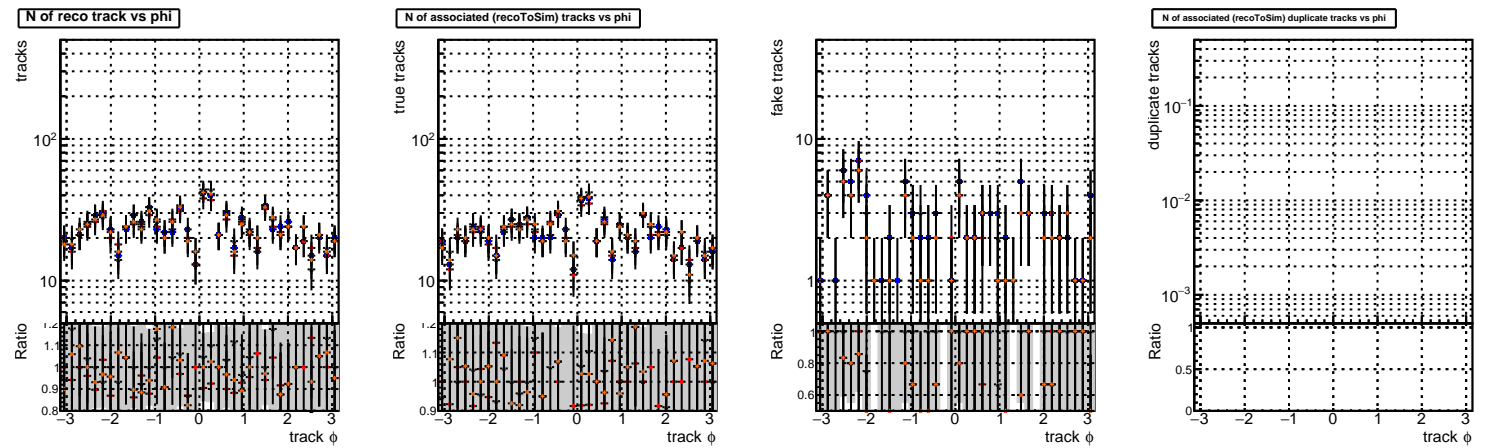 N of reco track vs phi
tracks
10²
10
Ratio
1.2
1.1
1
0.9
0.8
−3 −2 −1 0 1 2 3
track ϕ
N of associated (recoToSim) tracks vs phi
true tracks
10²
10
Ratio
1.2
1.1
1
0.9
−3 −2 −1 0 1 2 3
track ϕ
fake tracks
10
1
Ratio
1
0.8
0.6
−3 −2 −1 0 1 2 3
track ϕ
N of associated (recoToSim) duplicate tracks vs phi
duplicate tracks
10⁻¹
10⁻²
10⁻³
Ratio
1
0.5
0
−3 −2 −1 0 1 2 3
track ϕ